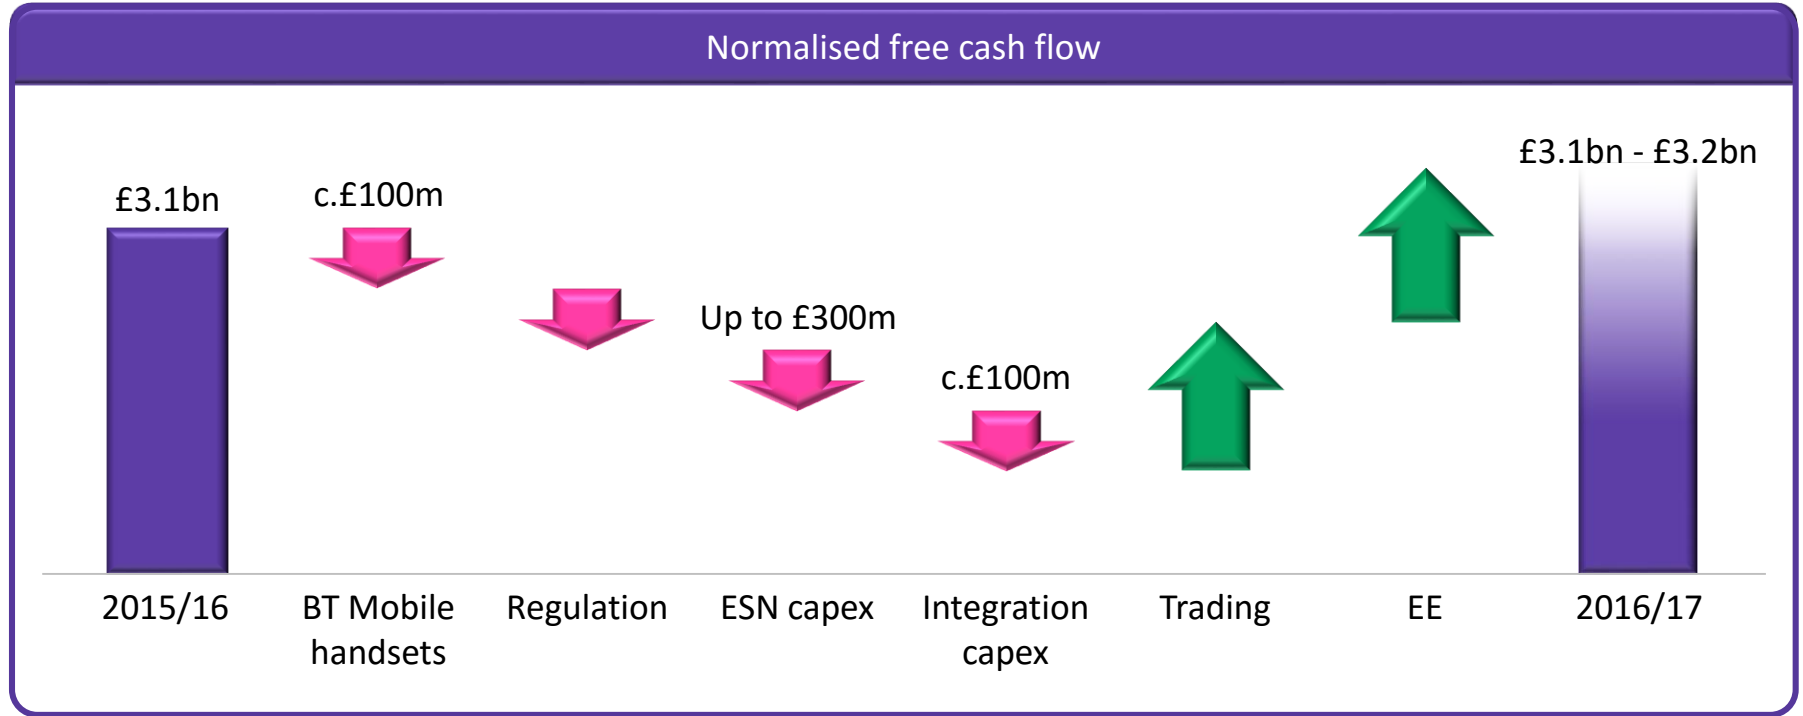 Normalised free cash flow
£3.1bn
c.£100m
Up to £300m
c.£100m
£3.1bn - £3.2bn
2015/16
BT Mobile
handsets
Regulation
ESN capex
Integration
capex
Trading
EE
2016/17